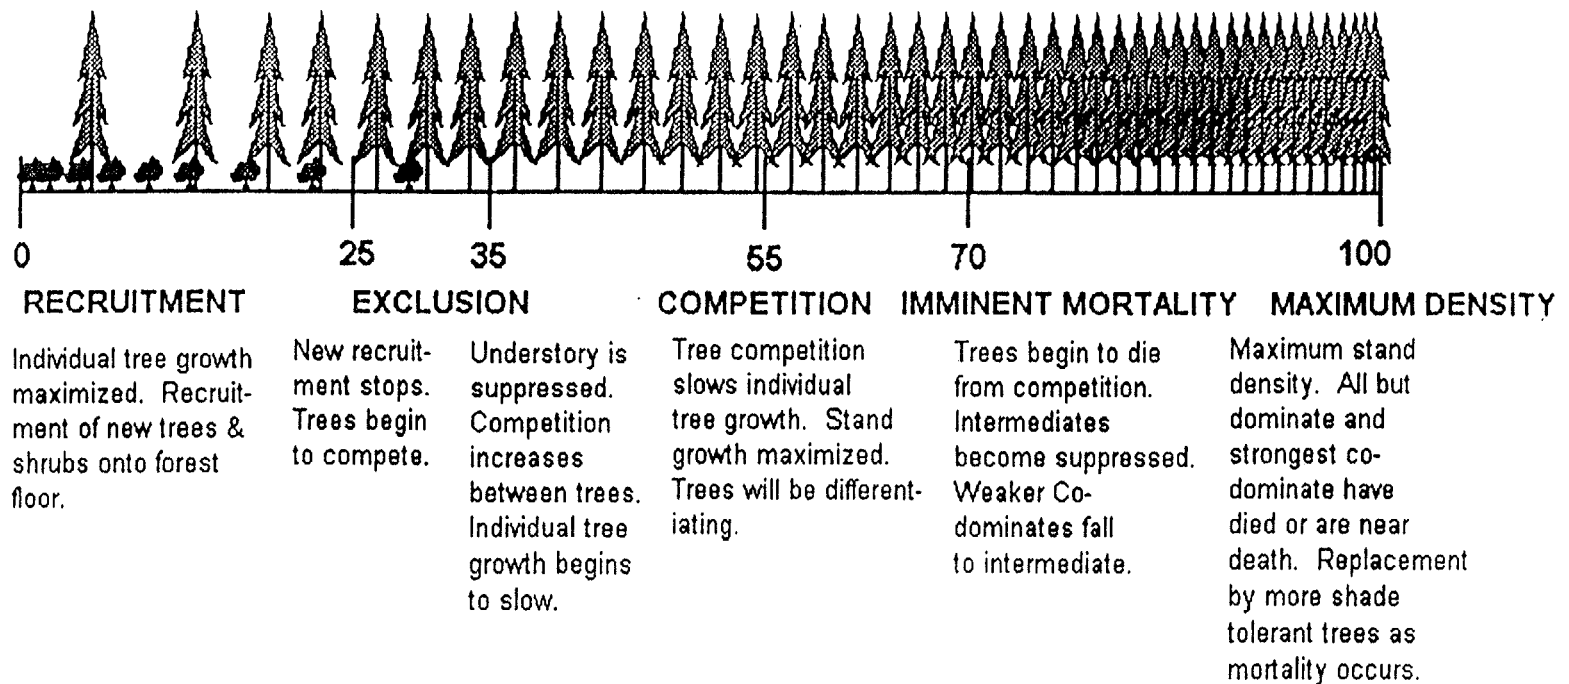 0 25 35 55 70 100
RECRUITMENT EXCLUSION COMPETITION IMMINENT MORTALITY MAXIMUM DENSITY
Individual tree growth
maximized. Recruit-
ment of new trees &
shrubs onto forest
floor.
New recruit-
ment stops.
Trees begin
to compete.
Understory is
suppressed.
Competition
increases
between trees.
Individual tree
growth begins
to slow.
Tree competition
slows individual
tree growth. Stand
growth maximized.
Trees will be different-
iating.
Trees begin to die
from competition.
Intermediates
become suppressed.
Weaker Co-
dominates fall
to intermediate.
Maximum stand
density. All but
dominate and
strongest co-
dominate have
died or are near
death. Replacement
by more shade
tolerant trees as
mortality occurs.